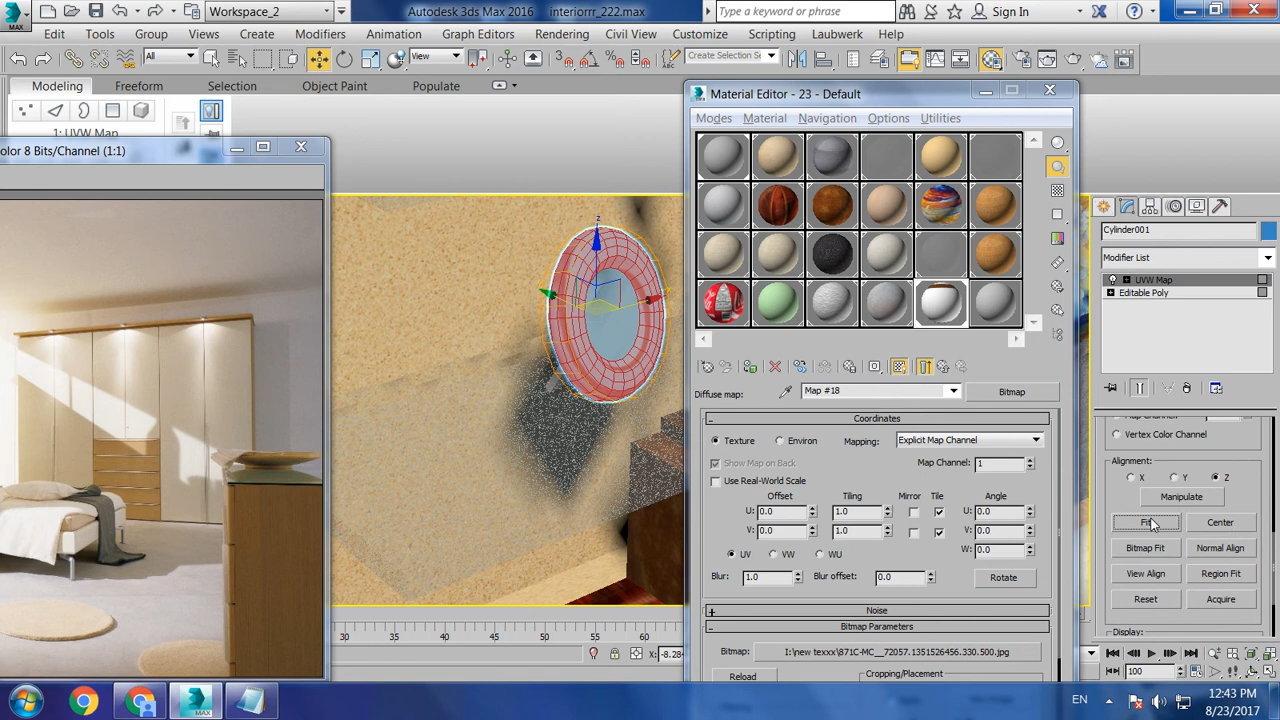 MAX
Workspace_2
Autodesk 3ds Max 2016 interiorrr_222.max
Type a keyword or phrase
Sign In
Edit Tools Group Views Create Modifiers Animation Graph Editors Rendering Civil View Customize Scripting Laubwerk Help
All
View
Create Selection Se
Modeling Freeform Selection Object Paint Populate
1: UVW Map
olor 8 Bits/Channel (1:1)
Material Editor - 23 - Default
Modes Material Navigation Options Utilities
Diffuse map: Map #18 Bitmap
Coordinates
Texture Environ Mapping: Explicit Map Channel
Show Map on Back Map Channel: 1
Use Real-World Scale
Offset Tiling Mirror Tile Angle
U: 0.0 1.0 U: 0.0
V: 0.0 1.0 V: 0.0
W: 0.0
UV VW WU
Blur: 1.0 Blur offset: 0.0 Rotate
Noise
Bitmap Parameters
Bitmap: I:\new texxx\871C-MC__72057.1351526456.330.500.jpg
Cropping/Placement
Reload
Cylinder001
Modifier List
UVW Map
Editable Poly
Vertex Color Channel
Alignment:
X Y Z
Manipulate
Fit Center
Bitmap Fit Normal Align
View Align Region Fit
Reset Acquire
Display:
z
30 35 40 45 50 55 60
X: -8.284
100
MAX
EN
12:43 PM
8/23/2017